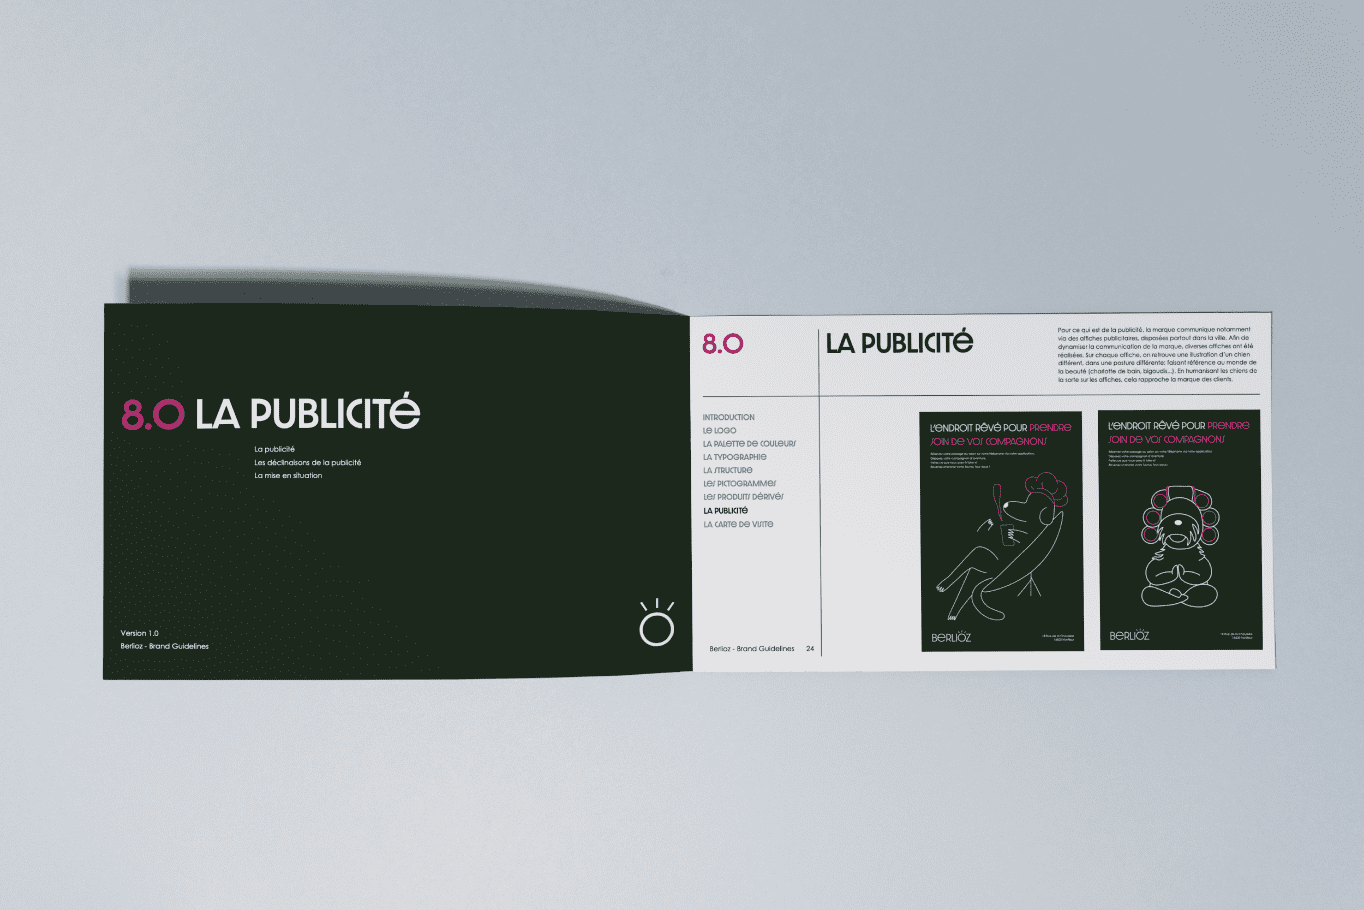 8.0 LA PUBLICITÉ
La publicité
Les déclinaisons de la publicité
La mise en situation
Version 1.0
Berlioz - Brand Guidelines
8.0
LA PUBLICITÉ
Pour ce qui est de la publicité, la marque communique notamment
via des affiches publicitaires, disposées partout dans la ville. Afin de
dynamiser la communication de la marque, diverses affiches ont été
réalisées. Sur chaque affiche, on retrouve une illustration d'un chien
différent, dans une posture différente; faisant référence au monde de
la beauté (charlotte de bain, bigoudis...). En humanisant les chiens de
la sorte sur les affiches, cela rapproche la marque des clients.
INTRODUCTION
LE LOGO
LA PALETTE DE COULEURS
LA TYPOGRAPHIE
LA STRUCTURE
LES PICTOGRAMMES
LES PRODUITS DÉRIVÉS
LA PUBLICITÉ
LA CARTE DE VISITE
Berlioz - Brand Guidelines 24
L'ENDROIT RÊVÉ POUR PRENDRE
SOIN DE VOS COMPAGNONS
BERLIOZ
L'ENDROIT RÊVÉ POUR PRENDRE
SOIN DE VOS COMPAGNONS
BERLIOZ